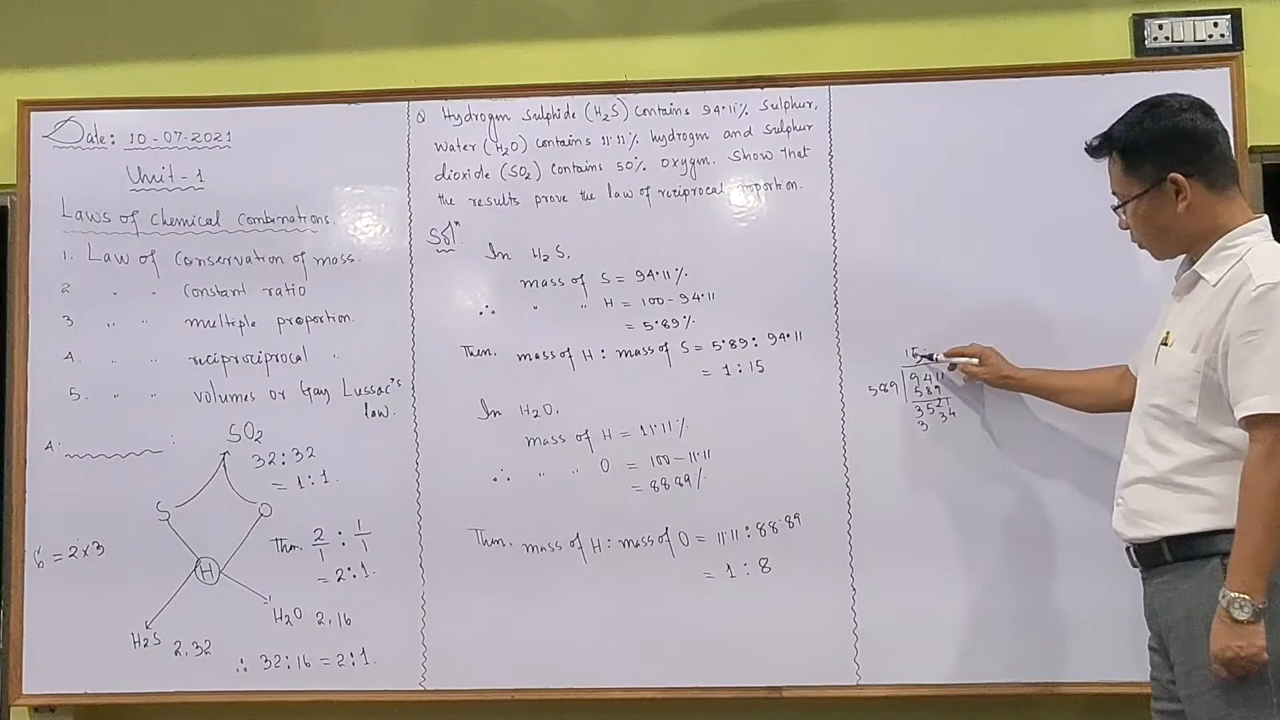 Date: 10-07-2021
Unit-1
Laws of Chemical Combinations.
1. Law of Conservation of mass.
2 " " Constant ratio
3 " " multiple proportion.
4. " " reciprociprocal "
5. " " volumes or Gay Lussac's law.
A: :
SO₂
32:32
= 1:1.
S O
6 = 2×3
Then 2/1 : 1/1
= 2:1.
H
H₂O 2,16
H₂S 2,32
∴ 32:16 = 2:1.
Q Hydrogen Sulphide (H₂S) Contains 94.11% Sulphur,
Water (H₂O) Contains 11.11% hydrogen and Sulphur
dioxide (SO₂) Contains 50% Oxygen. Show that
the results prove the law of reciprocal proportion.
Solⁿ
In H₂S.
mass of S = 94.11%
∴ " " H = 100 - 94.11
= 5.89%
Then. mass of H : mass of S = 5.89 : 94.11
= 1:15
In H₂O.
mass of H = 11.11%
∴ " " O = 100 - 11.11
= 88.89%
Then. mass of H : mass of O = 11.11 : 88.89
= 1:8
15
589 9411
589
3521
3 34